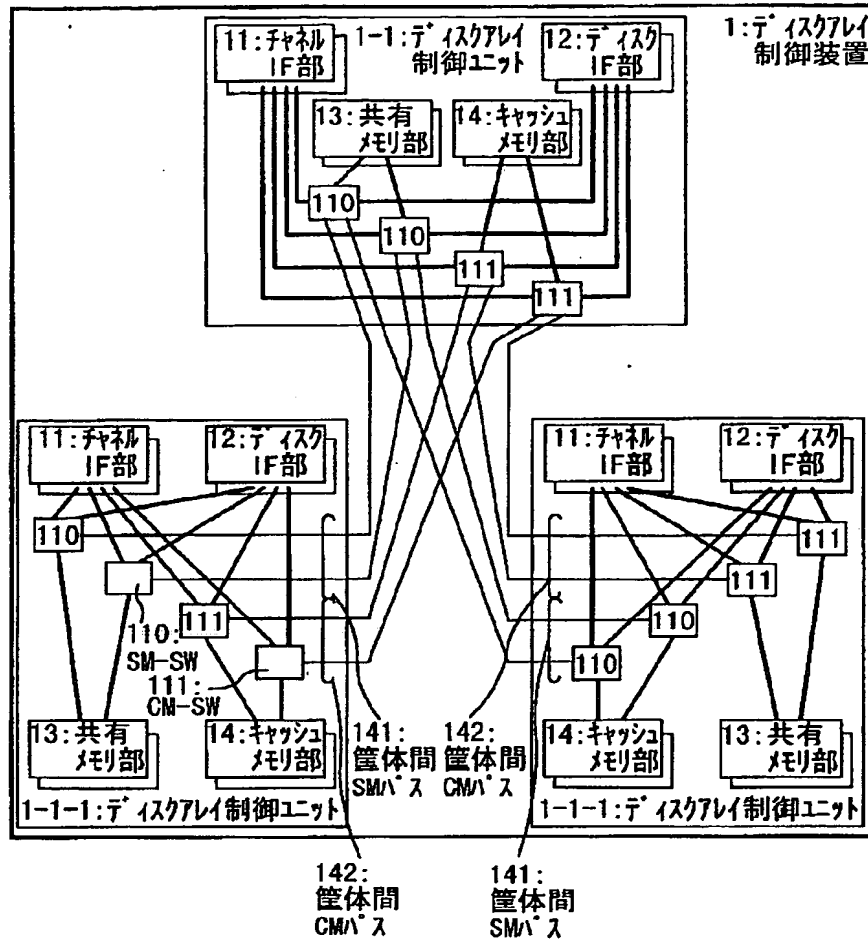 1:ディスクアレイ
制御装置
11:チャネル
IF部
1-1:ディスクアレイ
制御ユニット
12:ディスク
IF部
13:共有
メモリ部
14:キャッシュ
メモリ部
110
110
111
111
11:チャネル
IF部
12:ディスク
IF部
110
111
110:
SM-SW
111:
CM-SW
13:共有
メモリ部
14:キャッシュ
メモリ部
1-1-1:ディスクアレイ制御ユニット
141:
筐体間
SMパス
142:
筐体間
CMパス
11:チャネル
IF部
12:ディスク
IF部
111
111
110
110
14:キャッシュ
メモリ部
13:共有
メモリ部
1-1-1:ディスクアレイ制御ユニット
142:
筐体間
CMパス
141:
筐体間
SMパス